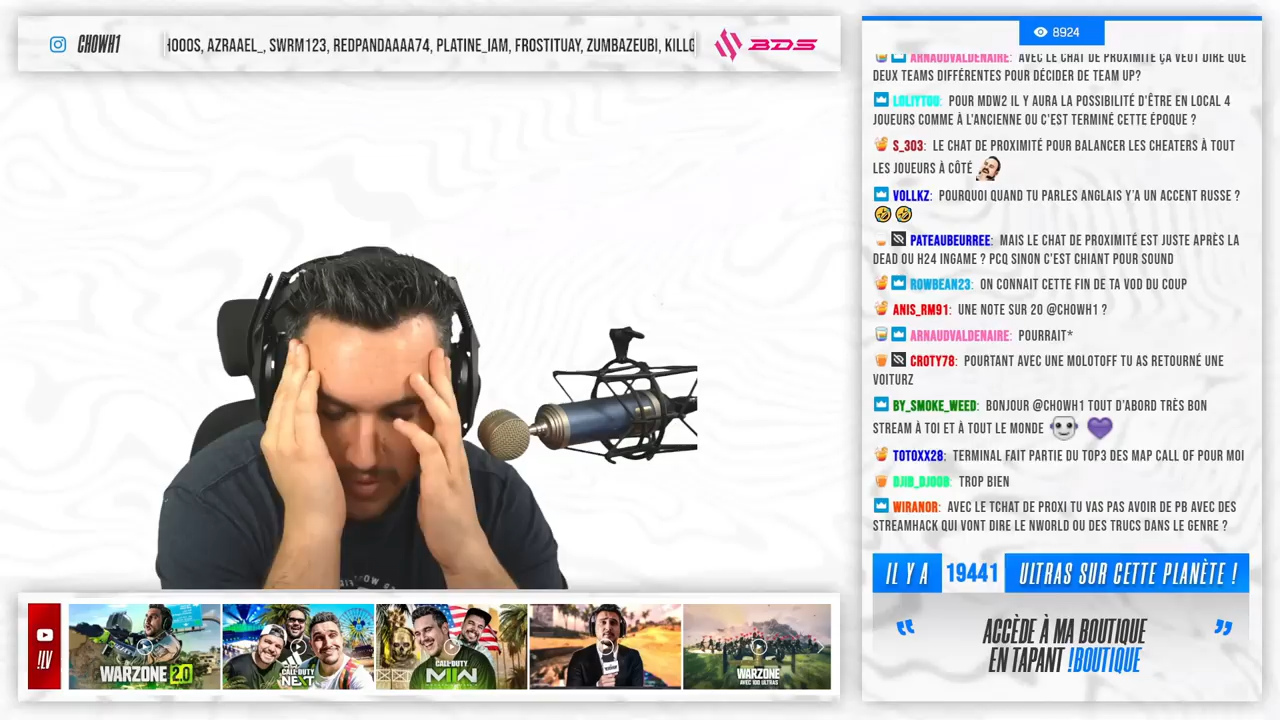 CHOWH1
HOOOS, AZRAAEL_, SWRM123, REDPANDAAAA74, PLATINE_IAM, FROSTITUAY, ZUMBAZEUBI, KILLG
BDS
8924
ARNAUDVALDENAIRE: AVEC LE CHAT DE PROXIMITÉ ÇA VEUT DIRE QUE
DEUX TEAMS DIFFÉRENTES POUR DÉCIDER DE TEAM UP?
LOLIYTOO: POUR MDW2 IL Y AURA LA POSSIBILITÉ D'ÊTRE EN LOCAL 4
JOUEURS COMME À L'ANCIENNE OU C'EST TERMINÉ CETTE ÉPOQUE ?
S_303: LE CHAT DE PROXIMITÉ POUR BALANCER LES CHEATERS À TOUT
LES JOUEURS À CÔTÉ
VOLLKZ: POURQUOI QUAND TU PARLES ANGLAIS Y'A UN ACCENT RUSSE ?
PATEAUBEURREE: MAIS LE CHAT DE PROXIMITÉ EST JUSTE APRÈS LA
DEAD OU H24 INGAME ? PCQ SINON C'EST CHIANT POUR SOUND
ROWBEAN23: ON CONNAIT CETTE FIN DE TA VOD DU COUP
ANIS_RM91: UNE NOTE SUR 20 @CHOWH1 ?
ARNAUDVALDENAIRE: POURRAIT*
CROTY78: POURTANT AVEC UNE MOLOTOFF TU AS RETOURNÉ UNE
VOITURZ
BY_SMOKE_WEED: BONJOUR @CHOWH1 TOUT D'ABORD TRÈS BON
STREAM À TOI ET À TOUT LE MONDE
TOTOXX28: TERMINAL FAIT PARTIE DU TOP3 DES MAP CALL OF POUR MOI
DJIB_DJOOB: TROP BIEN
WIRANOR: AVEC LE TCHAT DE PROXI TU VAS PAS AVOIR DE PB AVEC DES
STREAMHACK QUI VONT DIRE LE NWORLD OU DES TRUCS DANS LE GENRE ?
IL Y A 19441 ULTRAS SUR CETTE PLANÈTE !
ACCÈDE À MA BOUTIQUE
EN TAPANT !BOUTIQUE
!LV
WARZONE 2.0
CALL OF DUTY
NEXT
CALL OF DUTY
MW II
WARZONE
AVEC 100 ULTRAS